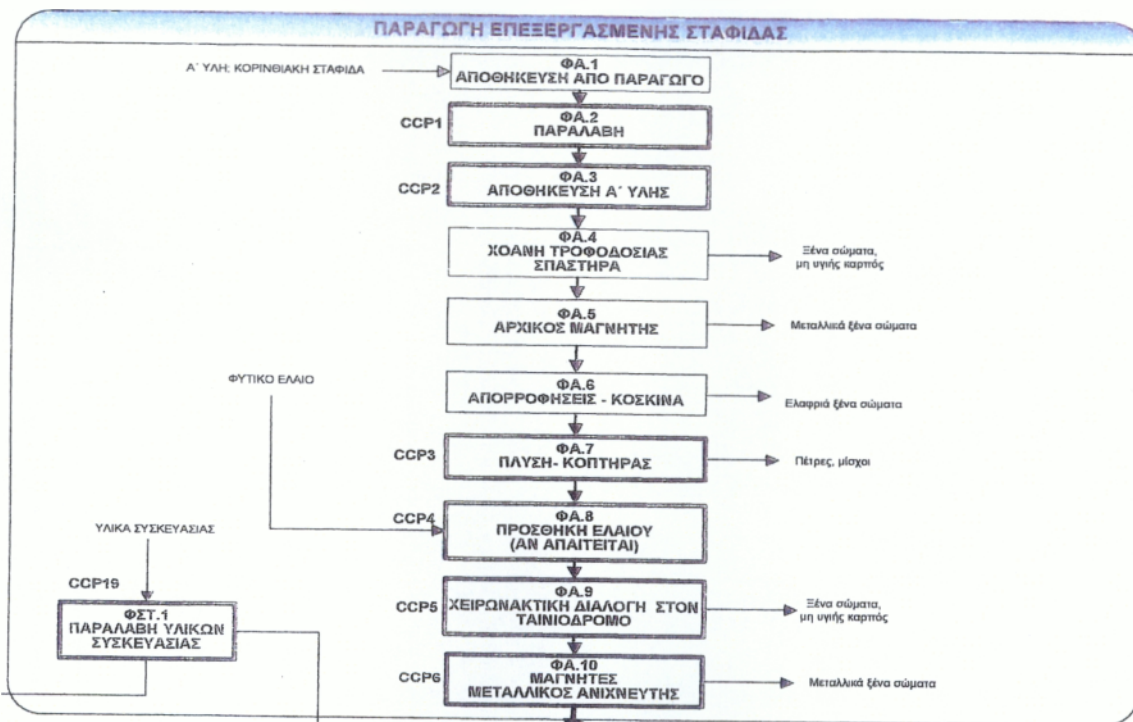 ΠΑΡΑΓΩΓΗ ΕΠΕΞΕΡΓΑΣΜΕΝΗΣ ΣΤΑΦΙΔΑΣ
Α΄ ΥΛΗ: ΚΟΡΙΝΘΙΑΚΗ ΣΤΑΦΙΔΑ
ΦΑ.1
ΑΠΟΘΗΚΕΥΣΗ ΑΠΟ ΠΑΡΑΓΩΓΟ
CCP1
ΦΑ.2
ΠΑΡΑΛΑΒΗ
CCP2
ΦΑ.3
ΑΠΟΘΗΚΕΥΣΗ Α΄ ΥΛΗΣ
ΦΑ.4
ΧΟΑΝΗ ΤΡΟΦΟΔΟΣΙΑΣ
ΣΠΑΣΤΗΡΑ
Ξένα σώματα,
μη υγιής καρπός
ΦΑ.5
ΑΡΧΙΚΟΣ ΜΑΓΝΗΤΗΣ
Μεταλλικά ξένα σώματα
ΦΥΤΙΚΟ ΕΛΑΙΟ
ΦΑ.6
ΑΠΟΡΡΟΦΗΣΕΙΣ - ΚΟΣΚΙΝΑ
Ελαφριά ξένα σώματα
CCP3
ΦΑ.7
ΠΛΥΣΗ- ΚΟΠΤΗΡΑΣ
Πέτρες, μίσχοι
CCP4
ΦΑ.8
ΠΡΟΣΘΗΚΗ ΕΛΑΙΟΥ
(ΑΝ ΑΠΑΙΤΕΙΤΑΙ)
ΥΛΙΚΑ ΣΥΣΚΕΥΑΣΙΑΣ
CCP19
ΦΣΤ.1
ΠΑΡΑΛΑΒΗ ΥΛΙΚΩΝ
ΣΥΣΚΕΥΑΣΙΑΣ
CCP5
ΦΑ.9
ΧΕΙΡΩΝΑΚΤΙΚΗ ΔΙΑΛΟΓΗ ΣΤΟΝ
ΤΑΙΝΙΟΔΡΟΜΟ
Ξένα σώματα,
μη υγιής καρπός
CCP6
ΦΑ.10
ΜΑΓΝΗΤΕΣ
ΜΕΤΑΛΛΙΚΟΣ ΑΝΙΧΝΕΥΤΗΣ
Μεταλλικά ξένα σώματα